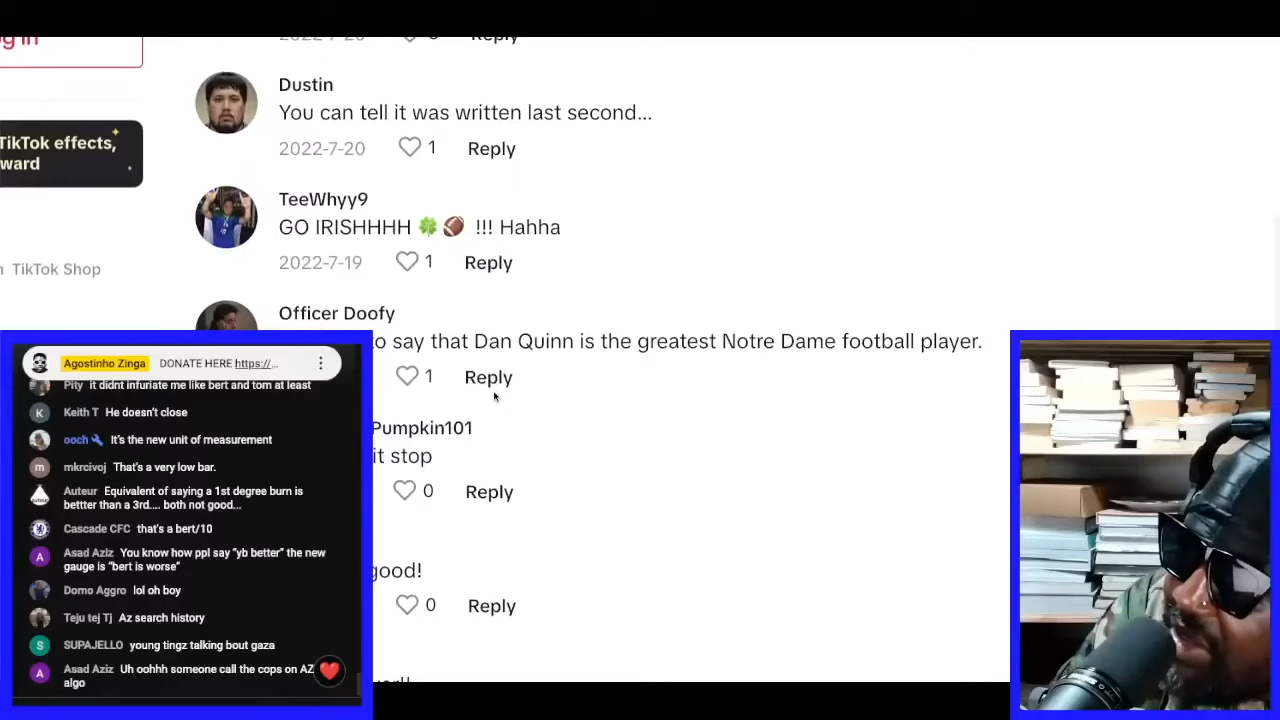 og in
2022-7-20
Reply
Dustin
You can tell it was written last second...
2022-7-20 1 Reply
TikTok effects,
ward
TeeWhyy9
GO IRISHHHH 🍀🏈 !!! Hahha
2022-7-19 1 Reply
TikTok Shop
Officer Doofy
to say that Dan Quinn is the greatest Notre Dame football player.
1 Reply
Pumpkin101
it stop
0 Reply
good!
0 Reply
Agostinho Zinga DONATE HERE https://...
Pity it didnt infuriate me like bert and tom at least
K Keith T He doesn't close
ooch 🔧 It's the new unit of measurement
m mkrcivoj That's a very low bar.
Auteur Equivalent of saying a 1st degree burn is
bettter than a 3rd.... both not good...
Cascade CFC that's a bert/10
A Asad Aziz You know how ppl say "yb better" the new
gauge is "bert is worse"
Domo Aggro lol oh boy
Teju tej Tj Az search history
S SUPAJELLO young tingz talking bout gaza
A Asad Aziz Uh oohhh someone call the cops on AZ
algo